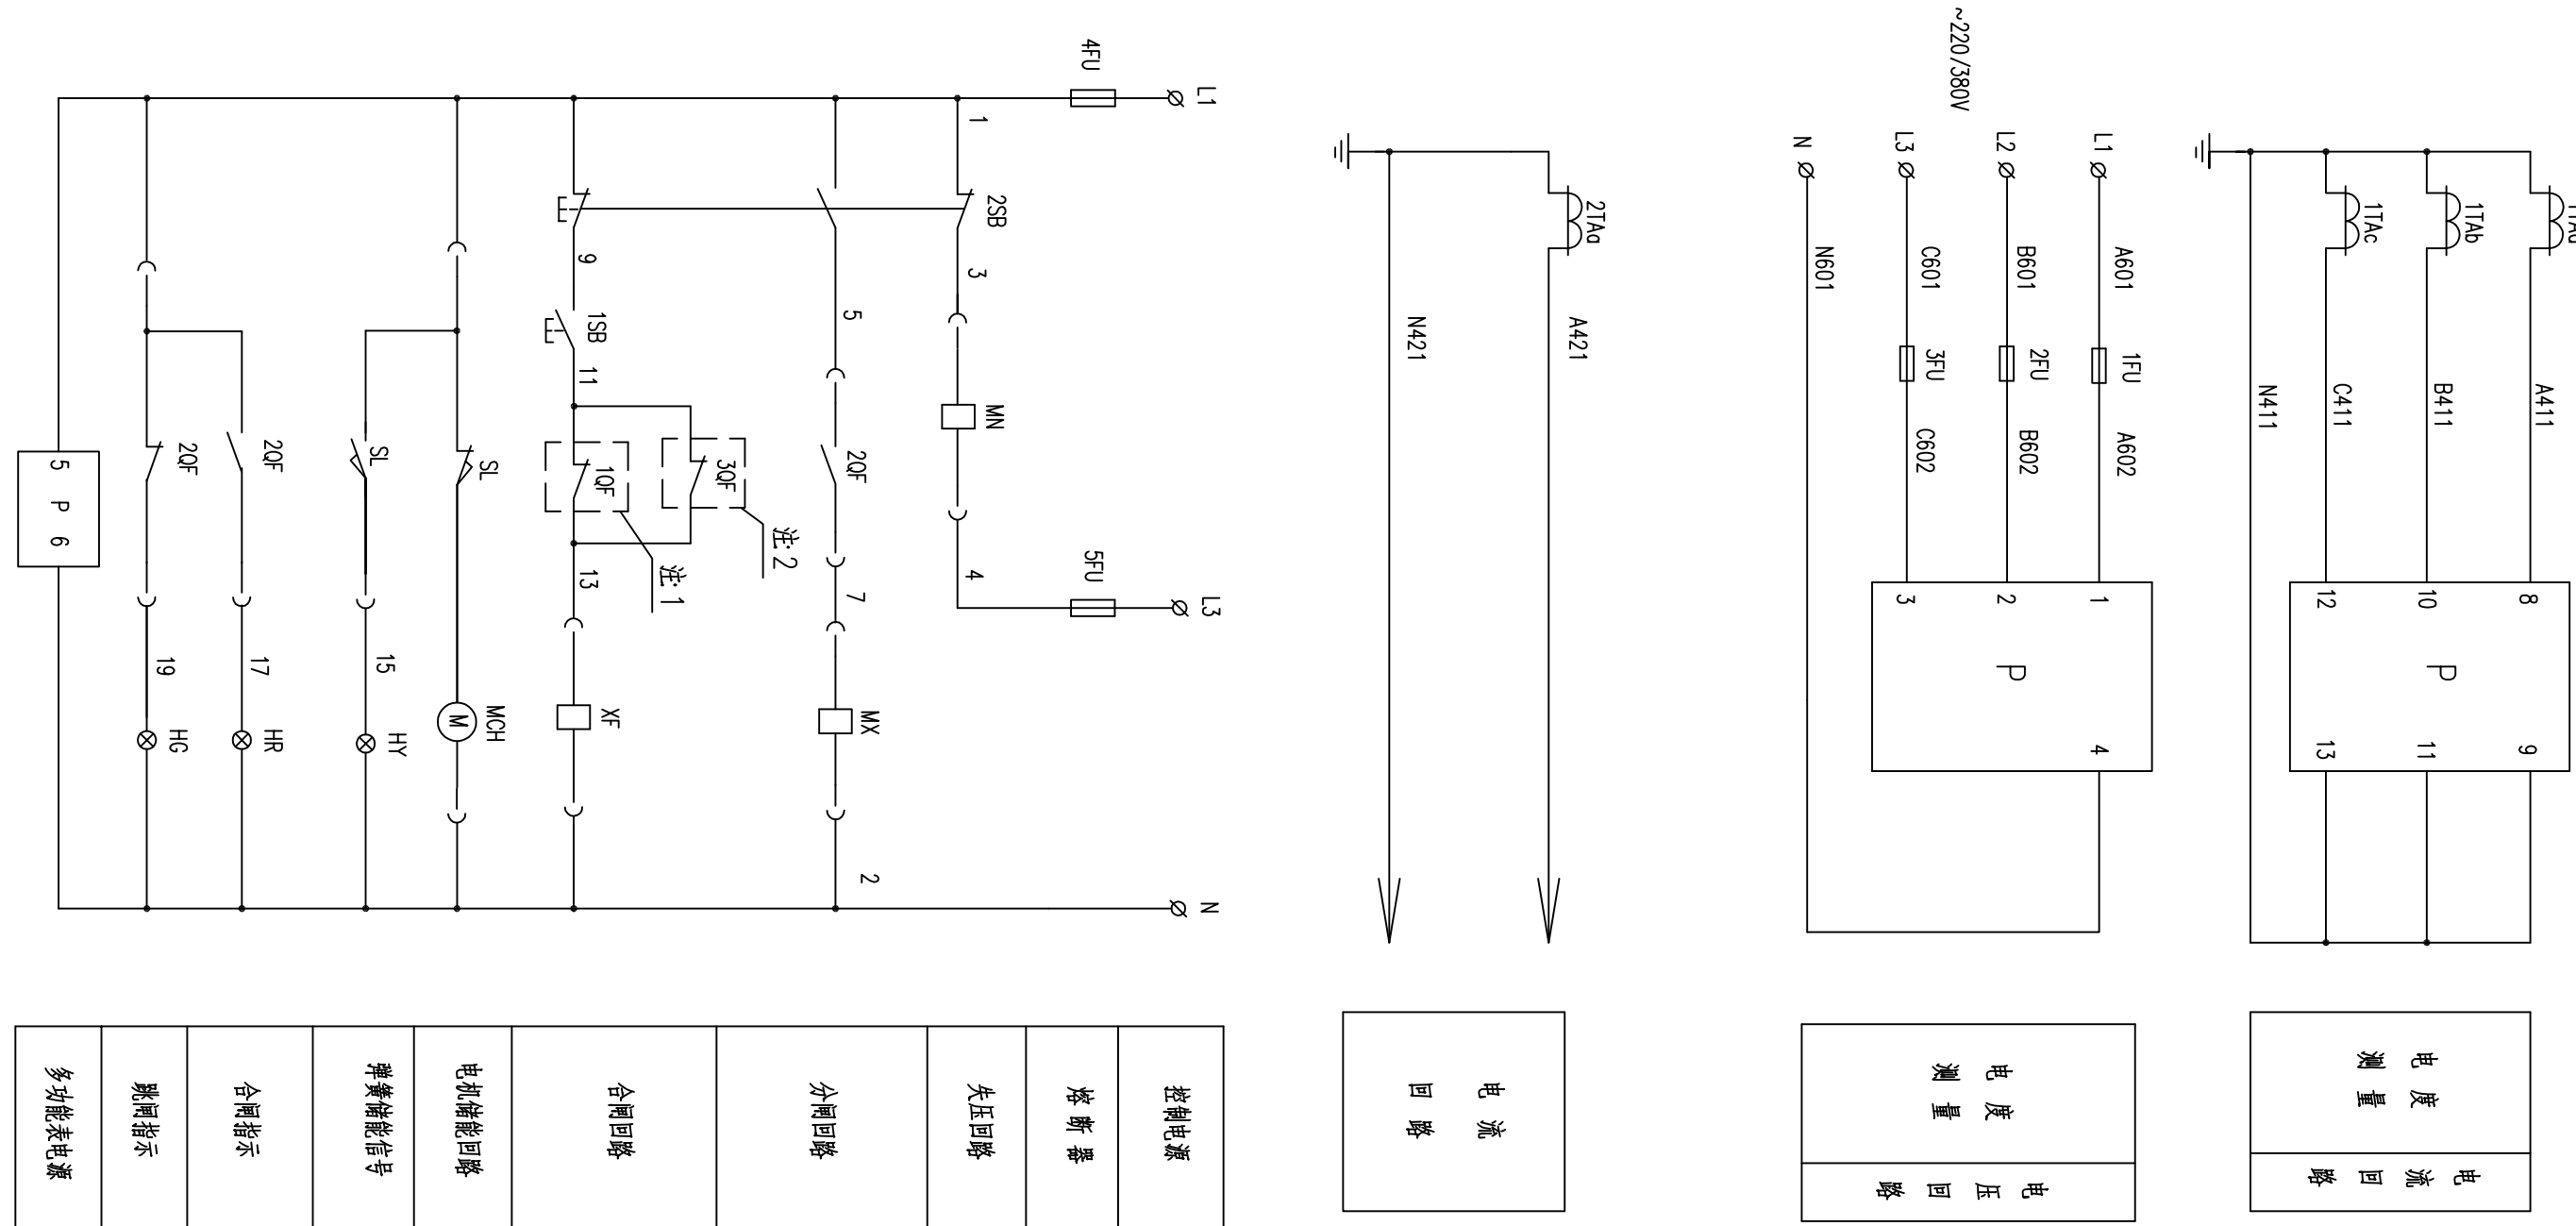 1TAa
1TAb
1TAc
A411
B411
C411
N411
8
10
12
P
9
11
13
电度
测量
电流回路
~220/380V
L1
L2
L3
N
A601
B601
C601
N601
1FU
2FU
3FU
A602
B602
C602
1
2
3
P
4
电度
测量
电压回路
2TAa
A421
N421
电流
回路
L1
4FU
1
2SB
3
MN
4
5FU
L3
5
2QF
7
MX
2
N
9
1SB
11
3QF
注:2
1QF
注:1
13
XF
SL
MCH
M
SL
15
HY
2QF
17
HR
2QF
19
HG
5 P 6
控制电源
熔断器
失压回路
分闸回路
合闸回路
电机储能回路
弹簧储能信号
合闸指示
跳闸指示
多功能表电源